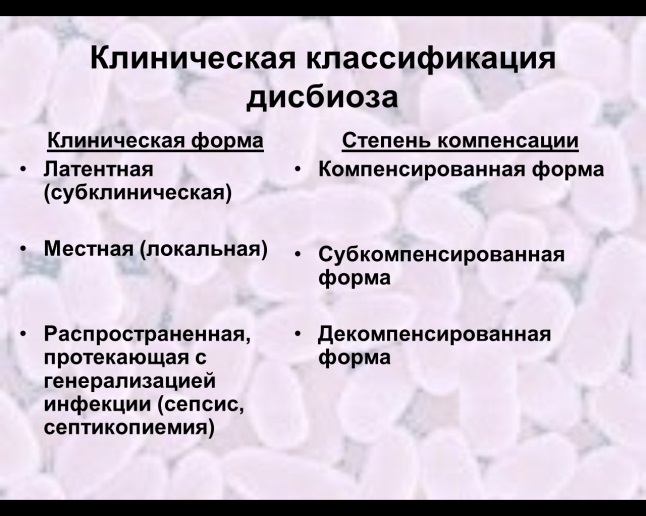 Клиническая классификация
дисбиоза
Клиническая форма
• Латентная
(субклиническая)
• Местная (локальная)
• Распространенная,
протекающая с
генерализацией
инфекции (сепсис,
септикопиемия)
Степень компенсации
• Компенсированная форма
• Субкомпенсированная
форма
• Декомпенсированная
форма